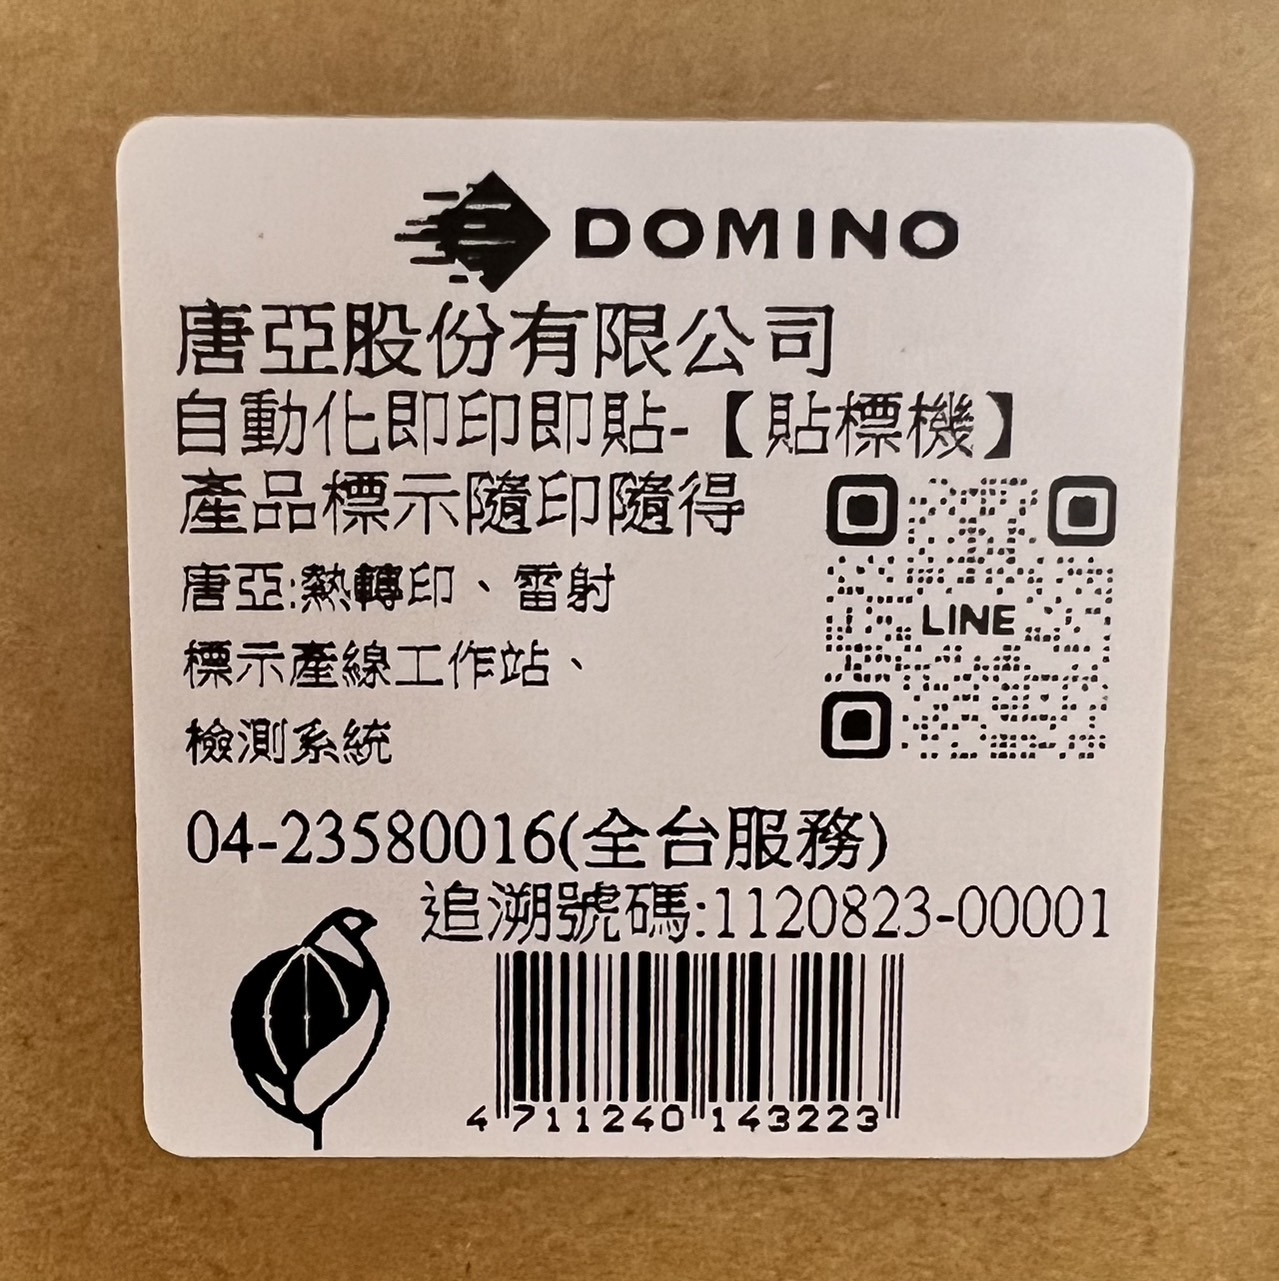 DOMINO
唐亞股份有限公司
自動化即印即貼-【貼標機】
產品標示隨印隨得
唐亞:熱轉印、雷射
標示產線工作站、
檢測系統
LINE
04-23580016(全台服務)
追溯號碼:1120823-00001
4 711240 143223